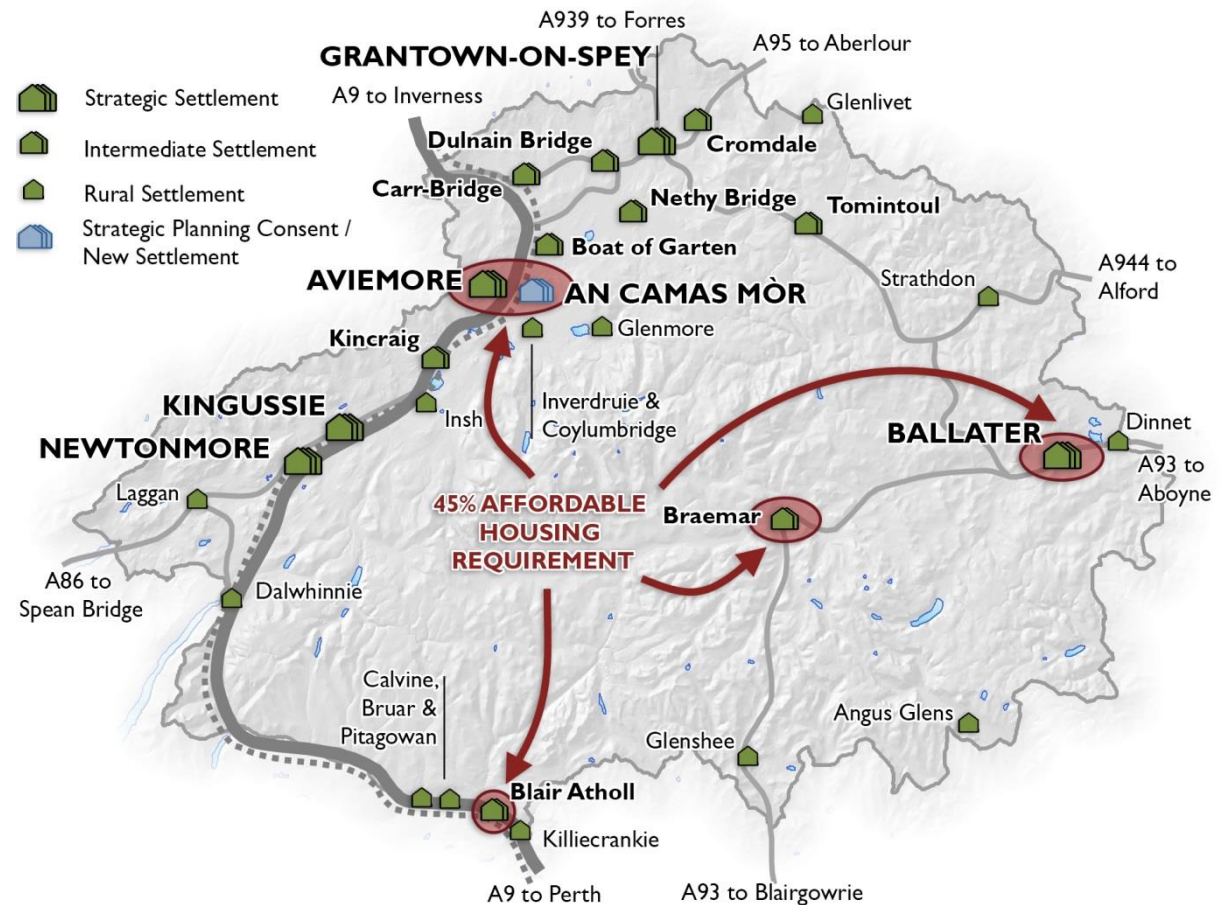 A939 to Forres
A95 to Aberlour
GRANTOWN-ON-SPEY
Strategic Settlement
A9 to Inverness
Glenlivet
Intermediate Settlement
Dulnain Bridge
Cromdale
Rural Settlement
Carr-Bridge
Nethy Bridge
Tomintoul
Strategic Planning Consent /
New Settlement
Boat of Garten
AVIEMORE
AN CAMAS MÒR
Strathdon
A944 to
Alford
Glenmore
Kincraig
KINGUSSIE
Insh
Inverdruie &
Coylumbridge
NEWTONMORE
BALLATER
Dinnet
A93 to
Aboyne
Laggan
45% AFFORDABLE
HOUSING
REQUIREMENT
Braemar
A86 to
Spean Bridge
Dalwhinnie
Calvine,
Bruar &
Pitagowan
Angus Glens
Glenshee
Blair Atholl
Killiecrankie
A9 to Perth
A93 to Blairgowrie